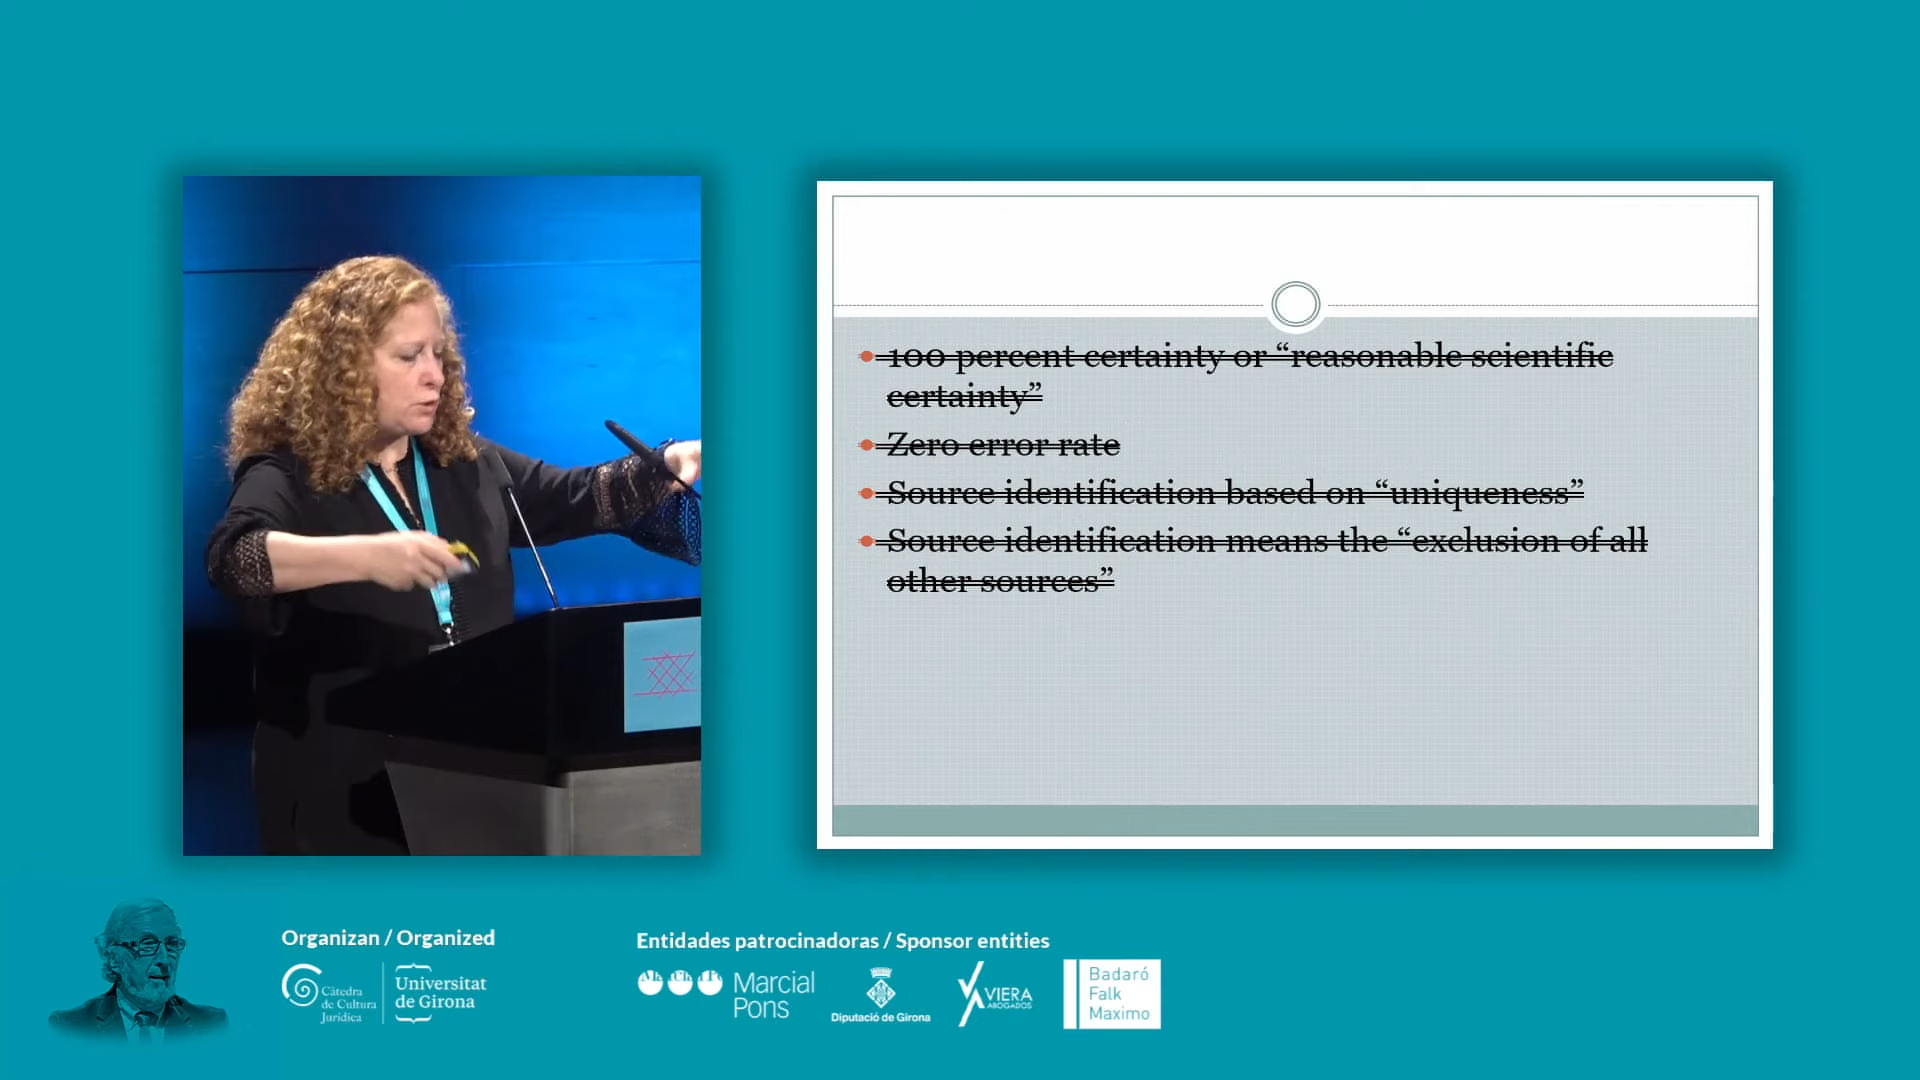 100 percent certainty or “reasonable scientific
certainty”
Zero error rate
Source identification based on “uniqueness”
Source identification means the “exclusion of all
other sources”
Organizan / Organized
Càtedra
de Cultura
Jurídica
Universitat
de Girona
Entidades patrocinadoras / Sponsor entities
Marcial
Pons
Diputació de Girona
VIERA
ABOGADOS
Badaró
Falk
Maximo